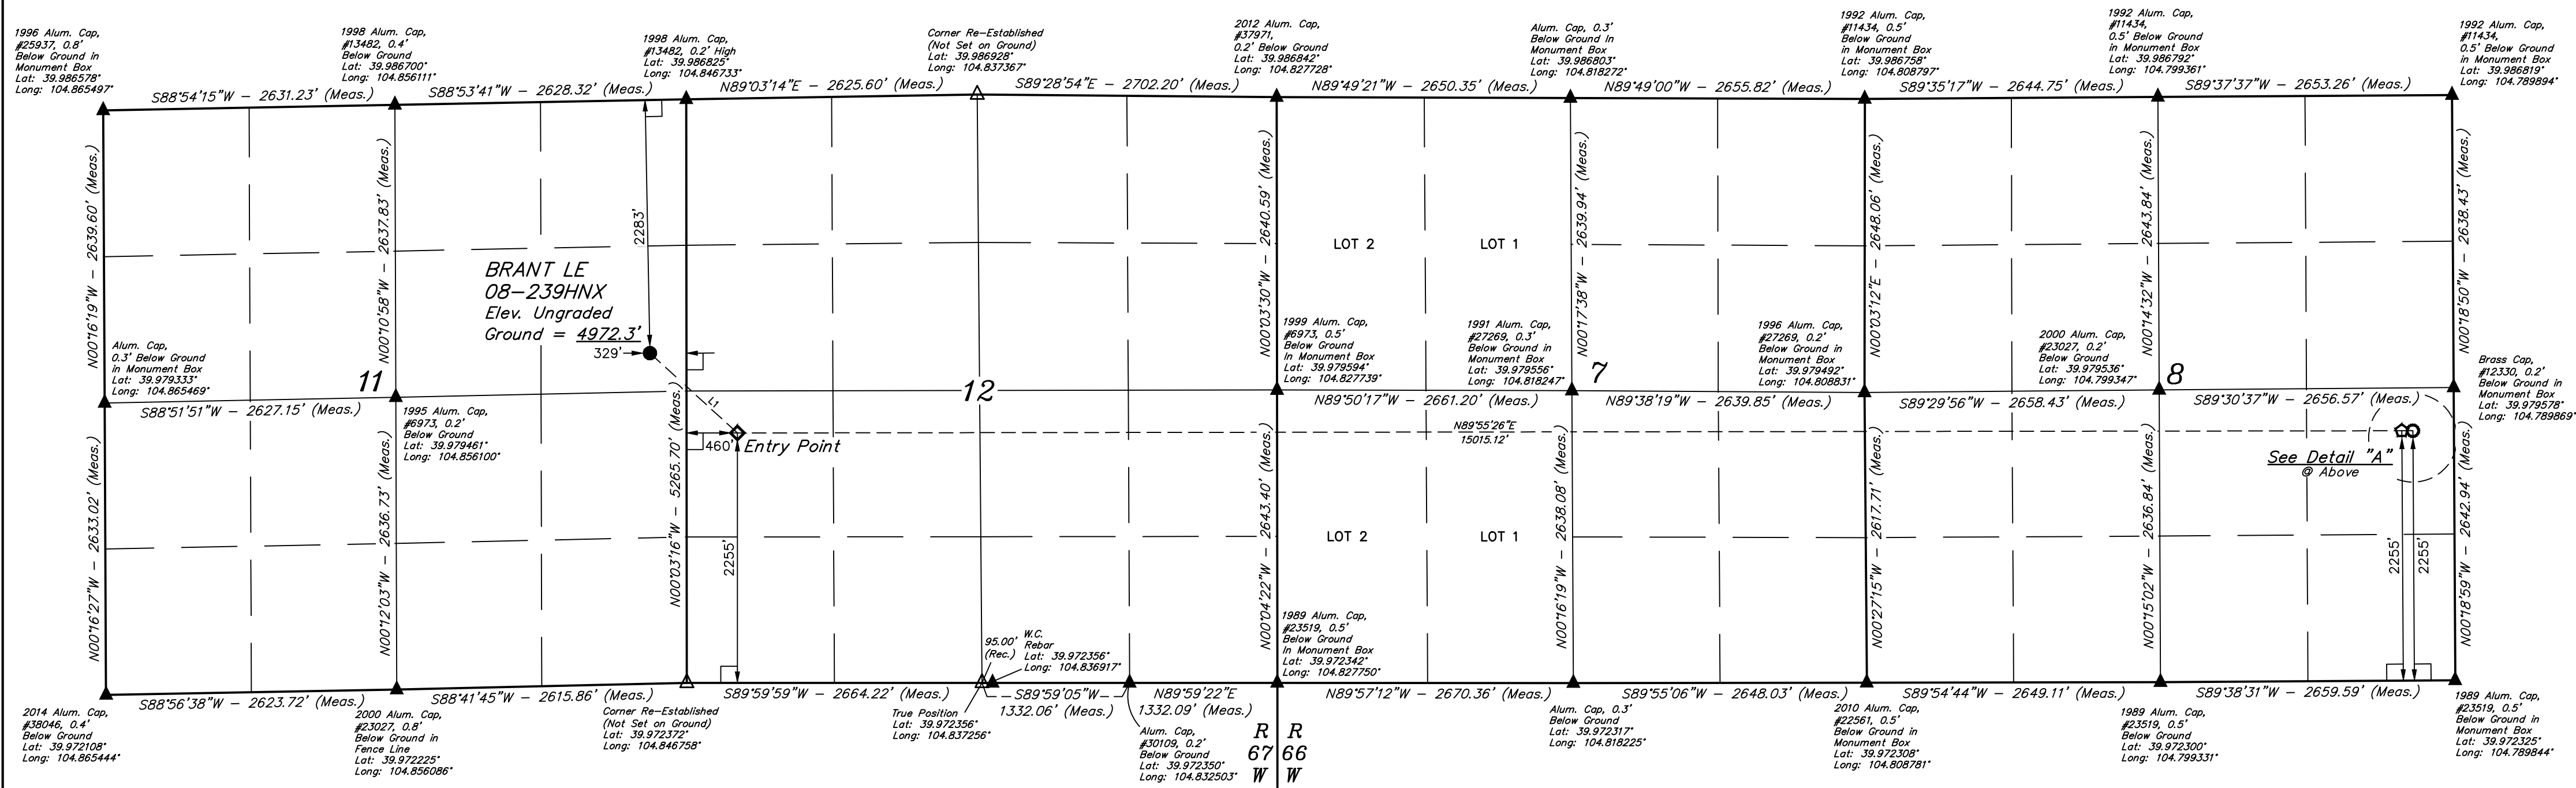 1996 Alum. Cap,
#25937, 0.8'
Below Ground in
Monument Box
Lat: 39.986578°
Long: 104.865497°
1998 Alum. Cap,
#13482, 0.4'
Below Ground
Lat: 39.986700°
Long: 104.856111°
1998 Alum. Cap,
#13482, 0.2' High
Lat: 39.986825°
Long: 104.846733°
Corner Re-Established
(Not Set on Ground)
Lat: 39.986928°
Long: 104.837367°
2012 Alum. Cap,
#37971,
0.2' Below Ground
Lat: 39.986842°
Long: 104.827728°
Alum. Cap, 0.3'
Below Ground In
Monument Box
Lat: 39.986803°
Long: 104.818272°
1992 Alum. Cap,
#11434, 0.5'
Below Ground
in Monument Box
Lat: 39.986758°
Long: 104.808797°
1992 Alum. Cap,
#11434,
0.5' Below Ground
in Monument Box
Lat: 39.986792°
Long: 104.799361°
1992 Alum. Cap,
#11434,
0.5' Below Ground
in Monument Box
Lat: 39.986819°
Long: 104.789894°
S88°54'15"W - 2631.23' (Meas.)
S88°53'41"W - 2628.32' (Meas.)
N89°03'14"E - 2625.60' (Meas.)
S89°28'54"E - 2702.20' (Meas.)
N89°49'21"W - 2650.35' (Meas.)
N89°49'00"W - 2655.82' (Meas.)
S89°35'17"W - 2644.75' (Meas.)
S89°37'37"W - 2653.26' (Meas.)
N00°16'19"W - 2639.60' (Meas.)
N00°10'58"W - 2637.83' (Meas.)
2283'
N00°03'30"W - 2640.59' (Meas.)
N00°17'38"W - 2639.94' (Meas.)
N00°03'12"E - 2648.06' (Meas.)
N00°14'32"W - 2643.84' (Meas.)
N00°18'50"W - 2638.43' (Meas.)
LOT 2
LOT 1
BRANT LE
08-239HNX
Elev. Ungraded
Ground = 4972.3'
329'
Alum. Cap,
0.3' Below Ground
in Monument Box
Lat: 39.979333°
Long: 104.865469°
11
12
7
8
1999 Alum. Cap,
#6973, 0.5'
Below Ground
In Monument Box
Lat: 39.979594°
Long: 104.827739°
1991 Alum. Cap,
#27269, 0.3'
Below Ground in
Monument Box
Lat: 39.979556°
Long: 104.818247°
1996 Alum. Cap,
#27269, 0.2'
Below Ground in
Monument Box
Lat: 39.979492°
Long: 104.808831°
2000 Alum. Cap,
#23027, 0.2'
Below Ground
Lat: 39.979536°
Long: 104.799347°
Brass Cap,
#12330, 0.2'
Below Ground in
Monument Box
Lat: 39.979578°
Long: 104.789869°
S88°51'51"W - 2627.15' (Meas.)
1995 Alum. Cap,
#6973, 0.2'
Below Ground
Lat: 39.979461°
Long: 104.856100°
L1
N89°50'17"W - 2661.20' (Meas.)
N89°38'19"W - 2639.85' (Meas.)
S89°29'56"W - 2658.43' (Meas.)
S89°30'37"W - 2656.57' (Meas.)
460'
Entry Point
N89°55'26"E
15015.12'
See Detail "A"
@ Above
N00°16'27"W - 2633.02' (Meas.)
N00°12'03"W - 2636.73' (Meas.)
N00°03'16"W - 5265.70' (Meas.)
2255'
N00°04'22"W - 2643.40' (Meas.)
N00°16'19"W - 2638.08' (Meas.)
N00°27'15"W - 2617.71' (Meas.)
N00°15'02"W - 2636.84' (Meas.)
2255'
2255'
N00°18'59"W - 2642.94' (Meas.)
LOT 2
LOT 1
95.00'
(Rec.)
W.C.
Rebar
Lat: 39.972356°
Long: 104.836917°
1989 Alum. Cap,
#23519, 0.5'
Below Ground
In Monument Box
Lat: 39.972342°
Long: 104.827750°
S88°56'38"W - 2623.72' (Meas.)
S88°41'45"W - 2615.86' (Meas.)
S89°59'59"W - 2664.22' (Meas.)
S89°59'05"W
1332.06' (Meas.)
N89°59'22"E
1332.09' (Meas.)
N89°57'12"W - 2670.36' (Meas.)
S89°55'06"W - 2648.03' (Meas.)
S89°54'44"W - 2649.11' (Meas.)
S89°38'31"W - 2659.59' (Meas.)
2014 Alum. Cap,
#38046, 0.4'
Below Ground
Lat: 39.972108°
Long: 104.865444°
2000 Alum. Cap,
#23027, 0.8'
Below Ground in
Fence Line
Lat: 39.972225°
Long: 104.856086°
Corner Re-Established
(Not Set on Ground)
Lat: 39.972372°
Long: 104.846758°
True Position
Lat: 39.972356°
Long: 104.837256°
Alum. Cap,
#30109, 0.2'
Below Ground
Lat: 39.972350°
Long: 104.832503°
R R
67 66
W W
Alum. Cap, 0.3'
Below Ground
Lat: 39.972317°
Long: 104.818225°
2010 Alum. Cap,
#22561, 0.5'
Below Ground in
Monument Box
Lat: 39.972308°
Long: 104.808781°
1989 Alum. Cap,
#23519, 0.5'
Below Ground
Lat: 39.972300°
Long: 104.799331°
1989 Alum. Cap,
#23519, 0.5'
Below Ground in
Monument Box
Lat: 39.972325°
Long: 104.789844°